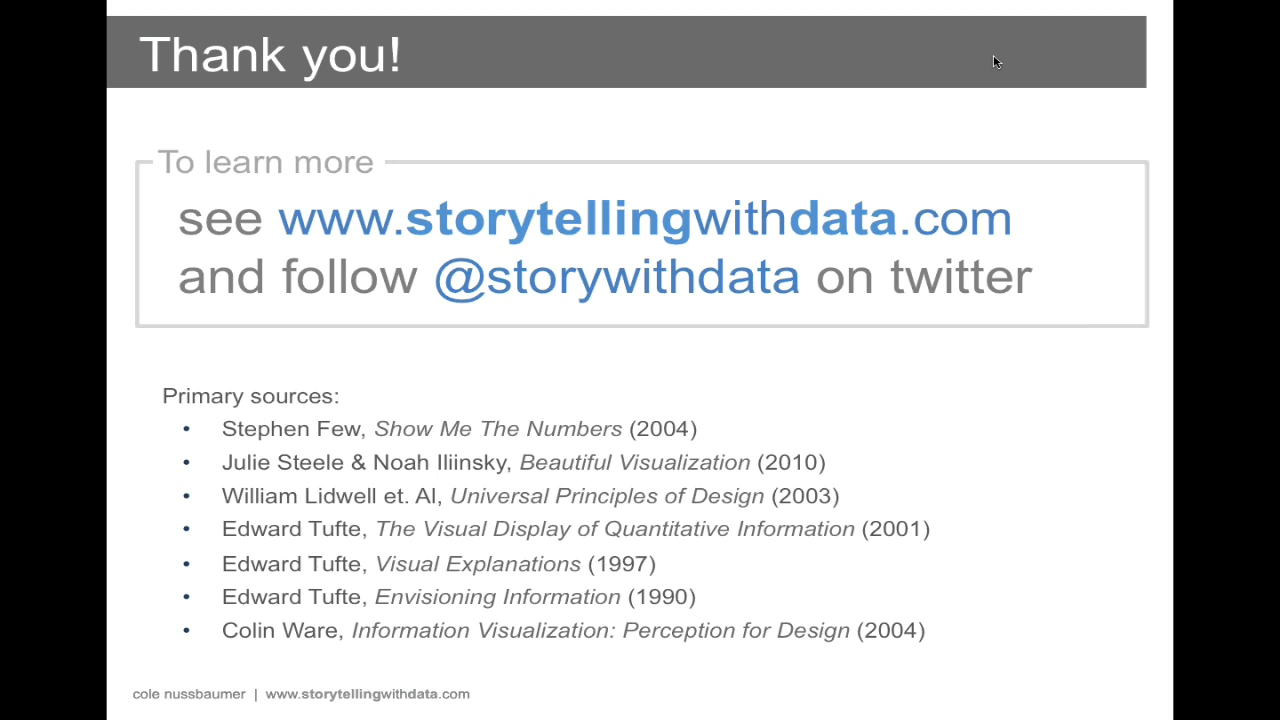 Thank you!
To learn more
see www.storytellingwithdata.com
and follow @storywithdata on twitter
Primary sources:
• Stephen Few, Show Me The Numbers (2004)
• Julie Steele & Noah Iliinsky, Beautiful Visualization (2010)
• William Lidwell et. Al, Universal Principles of Design (2003)
• Edward Tufte, The Visual Display of Quantitative Information (2001)
• Edward Tufte, Visual Explanations (1997)
• Edward Tufte, Envisioning Information (1990)
• Colin Ware, Information Visualization: Perception for Design (2004)
cole nussbaumer | www.storytellingwithdata.com